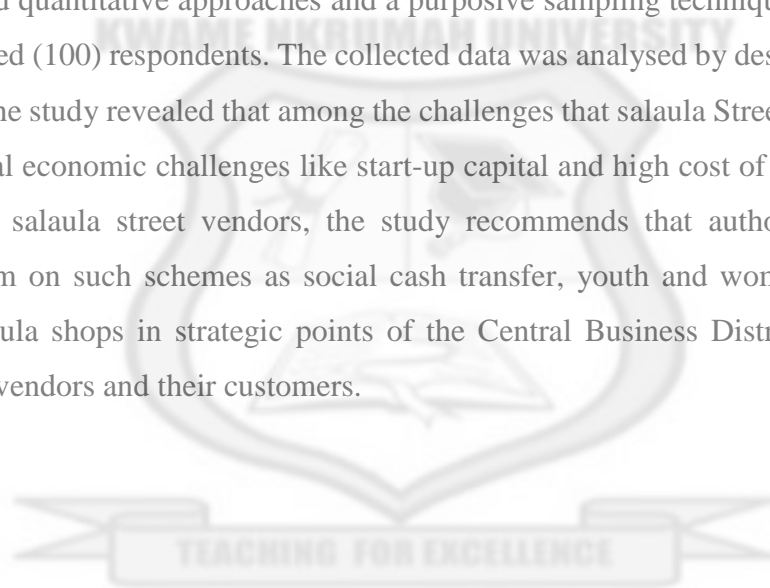 d quantitative approaches and a purposive sampling techniqu
KWAME NKRUMAH UNIVERSITY
ed (100) respondents. The collected data was analysed by des
ne study revealed that among the challenges that salaula Stree
al economic challenges like start-up capital and high cost of
salaula street vendors, the study recommends that autho
m on such schemes as social cash transfer, youth and won
ula shops in strategic points of the Central Business Distr
vendors and their customers.
TEACHING FOR EXCELLENCE